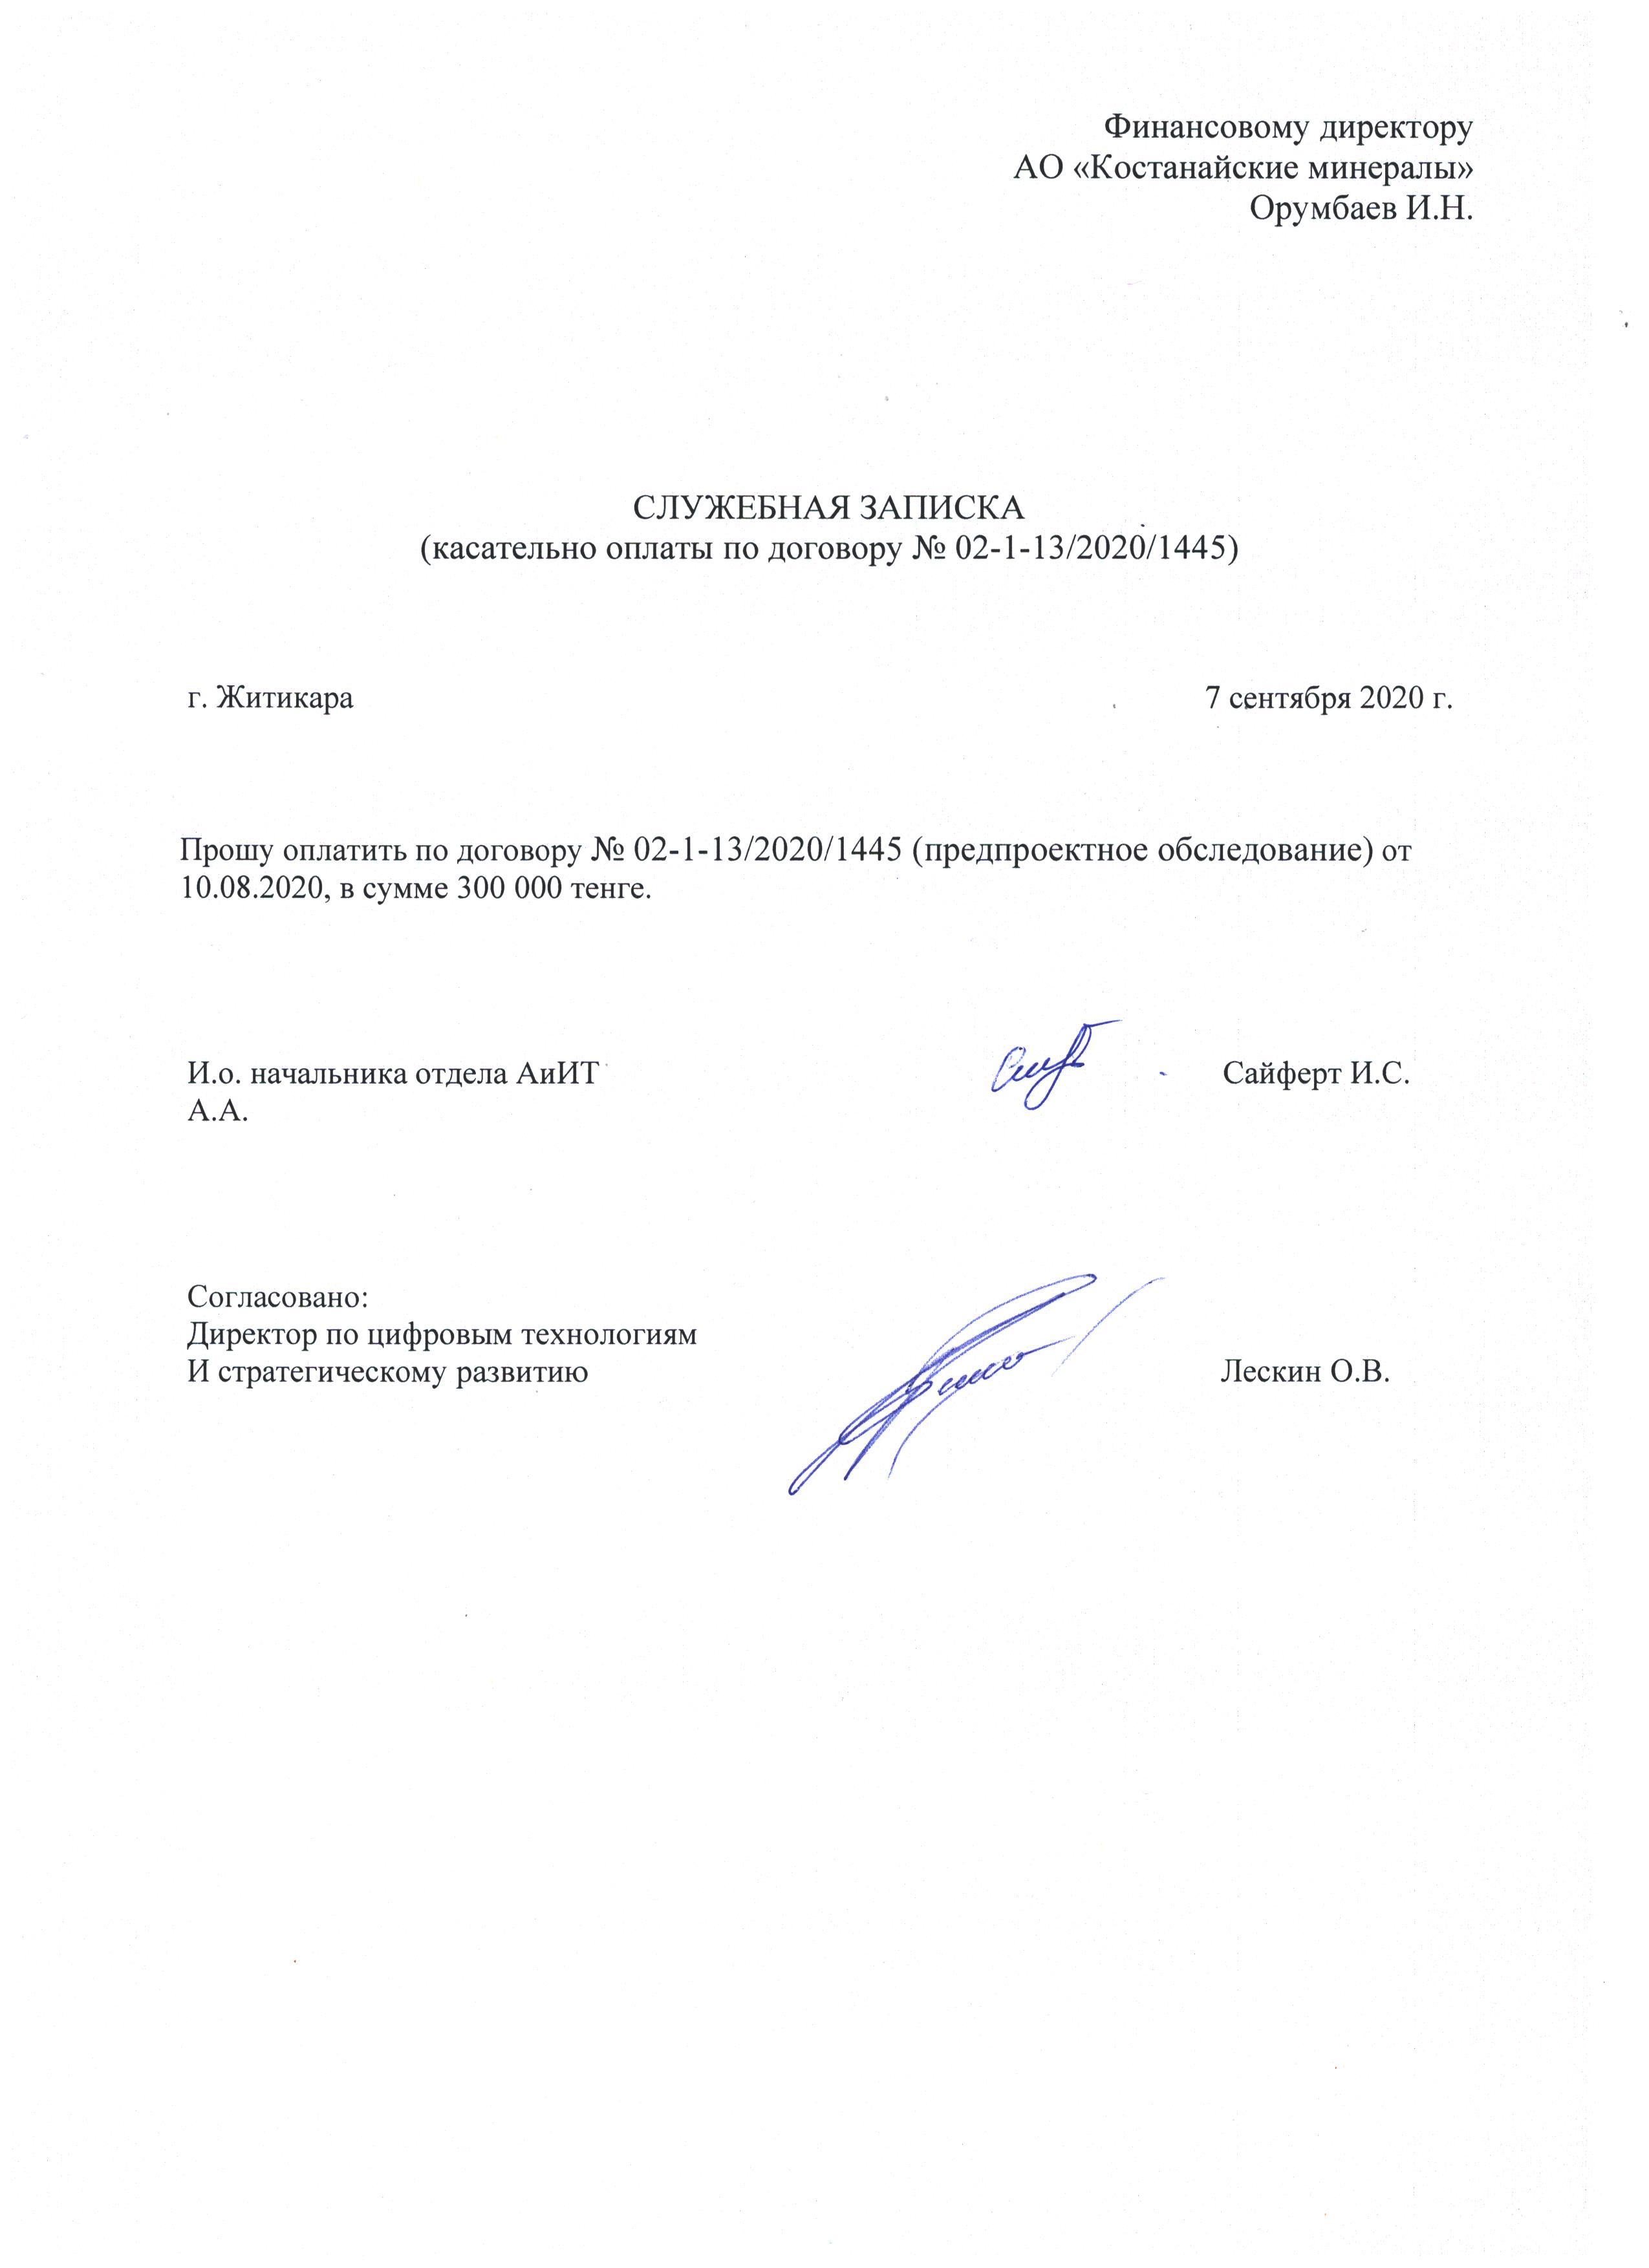 Финансовому директору
АО «Костанайские минералы»
Орумбаев И.Н.
СЛУЖЕБНАЯ ЗАПИСКА
(касательно оплаты по договору № 02-1-13/2020/1445)
г. Житикара 7 сентября 2020 г.
Прошу оплатить по договору № 02-1-13/2020/1445 (предпроектное обследование) от
10.08.2020, в сумме 300 000 тенге.
И.о. начальника отдела АиИТ Сайферт И.С.
А.А.
Согласовано:
Директор по цифровым технологиям
И стратегическому развитию Лескин О.В.